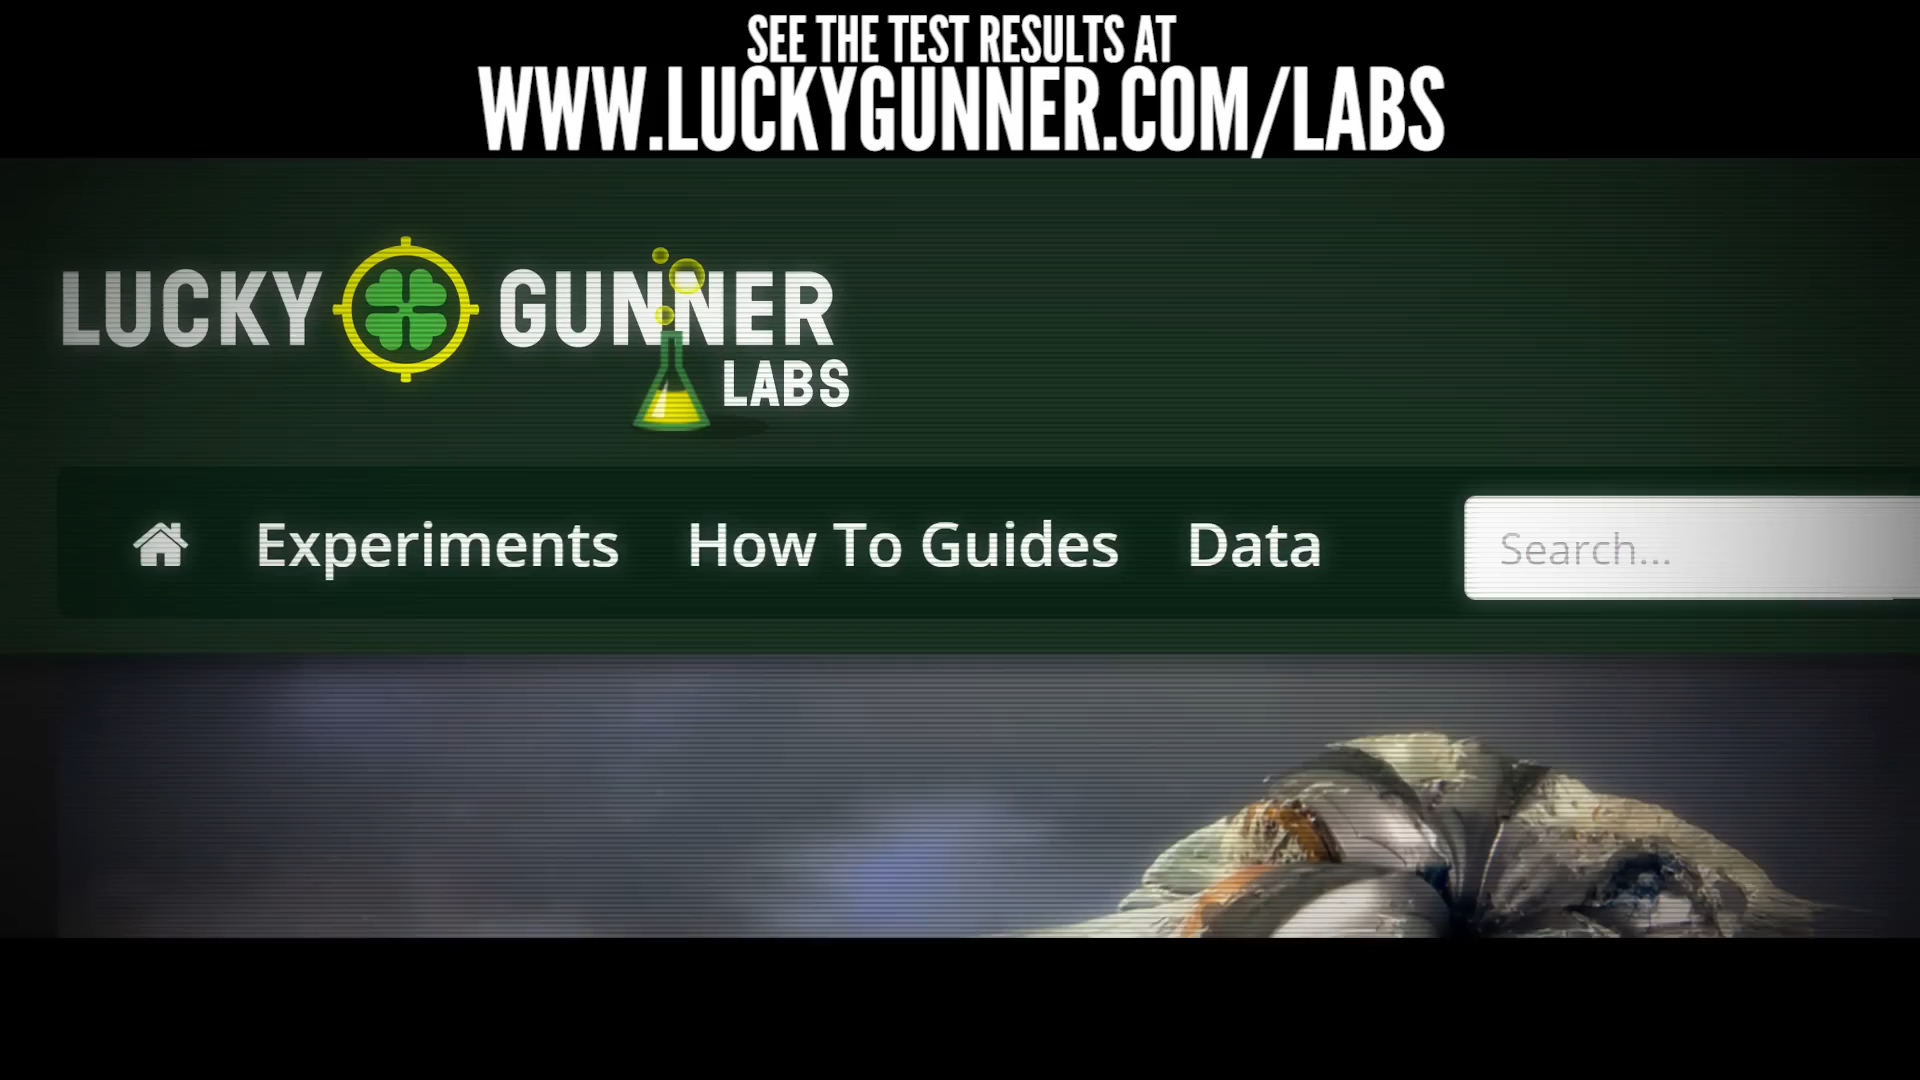 SEE THE TEST RESULTS AT
WWW.LUCKYGUNNER.COM/LABS
LUCKY GUNNER
LABS
Experiments How To Guides Data Search...